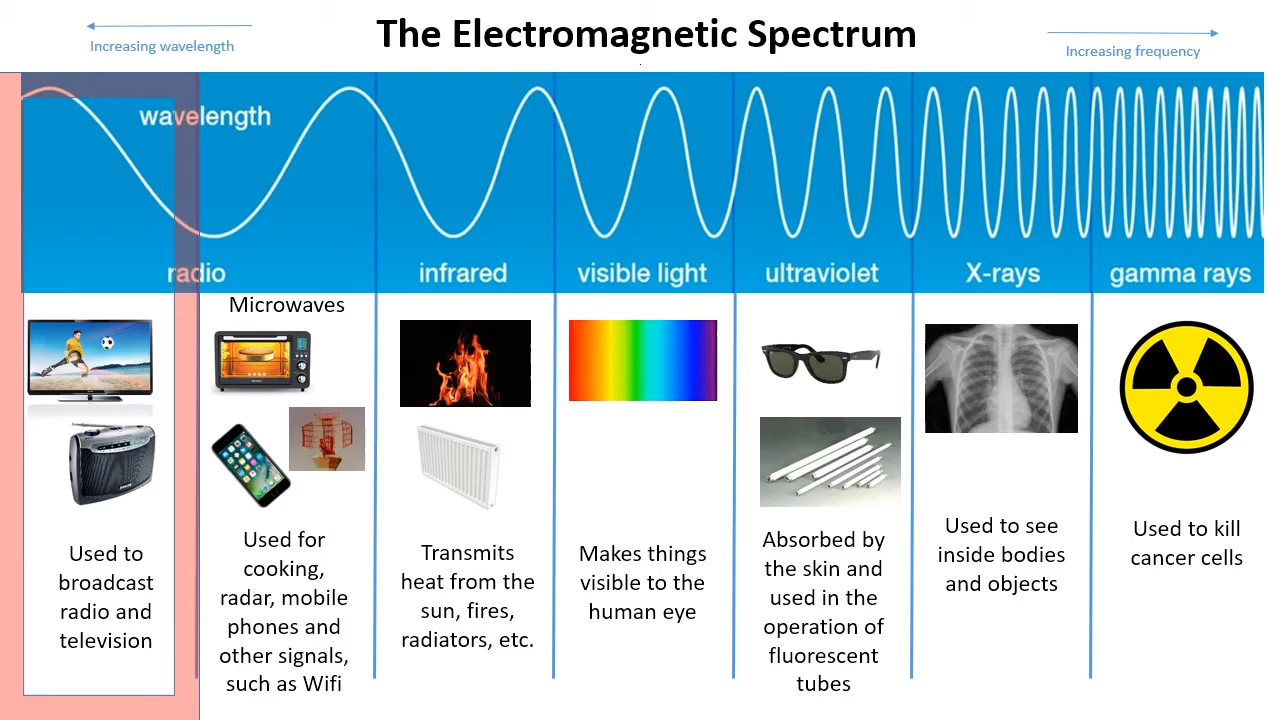 The Electromagnetic Spectrum
Increasing wavelength
Increasing frequency
wavelength
radio
infrared
visible light
ultraviolet
X-rays
gamma rays
Microwaves
Used to
broadcast
radio and
television
Used for
cooking,
radar, mobile
phones and
other signals,
such as Wifi
Transmits
heat from the
sun, fires,
radiators, etc.
Makes things
visible to the
human eye
Absorbed by
the skin and
used in the
operation of
fluorescent
tubes
Used to see
inside bodies
and objects
Used to kill
cancer cells